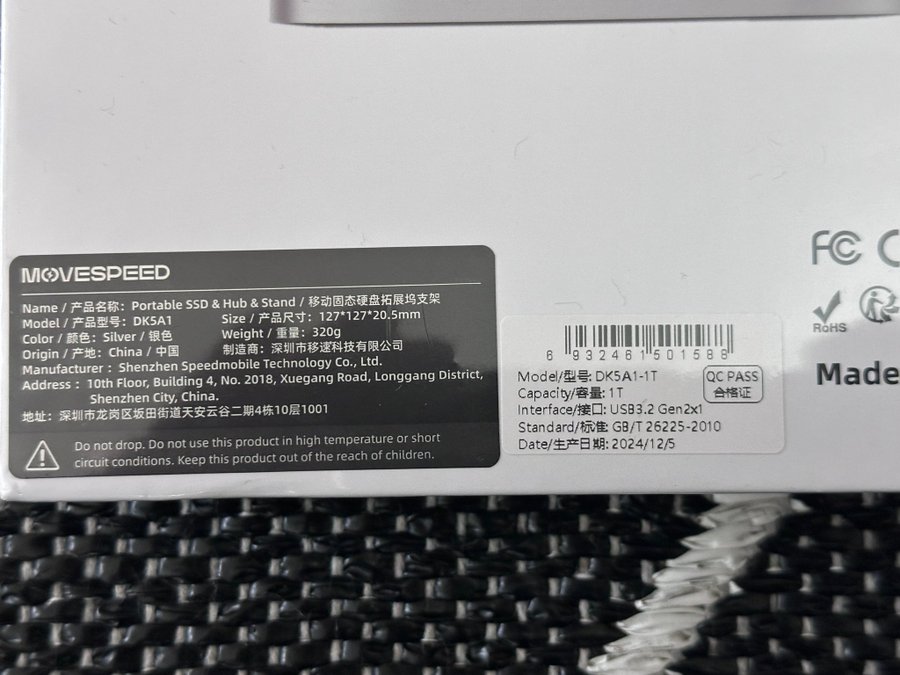 MOVESPEED
Name / 产品名称: Portable SSD & Hub & Stand / 移动固态硬盘拓展坞支架
Model / 产品型号: DK5A1 Size / 产品尺寸: 127*127*20.5mm
Color / 颜色: Silver / 银色 Weight / 重量: 320g
Origin / 产地: China / 中国 制造商: 深圳市移速科技有限公司
Manufacturer : Shenzhen Speedmobile Technology Co., Ltd.
Address : 10th Floor, Building 4, No. 2018, Xuegang Road, Longgang District,
Shenzhen City, China.
地址: 深圳市龙岗区坂田街道天安云谷二期4栋10层1001
Do not drop. Do not use this product in high temperature or short
circuit conditions. Keep this product out of the reach of children.
6 932461 501588
Model/型号: DK5A1-1T
Capacity/容量: 1T
Interface/接口: USB3.2 Gen2x1
Standard/标准: GB/T 26225-2010
Date/生产日期: 2024/12/5
QC PASS
合格证
FC
RoHS
Made